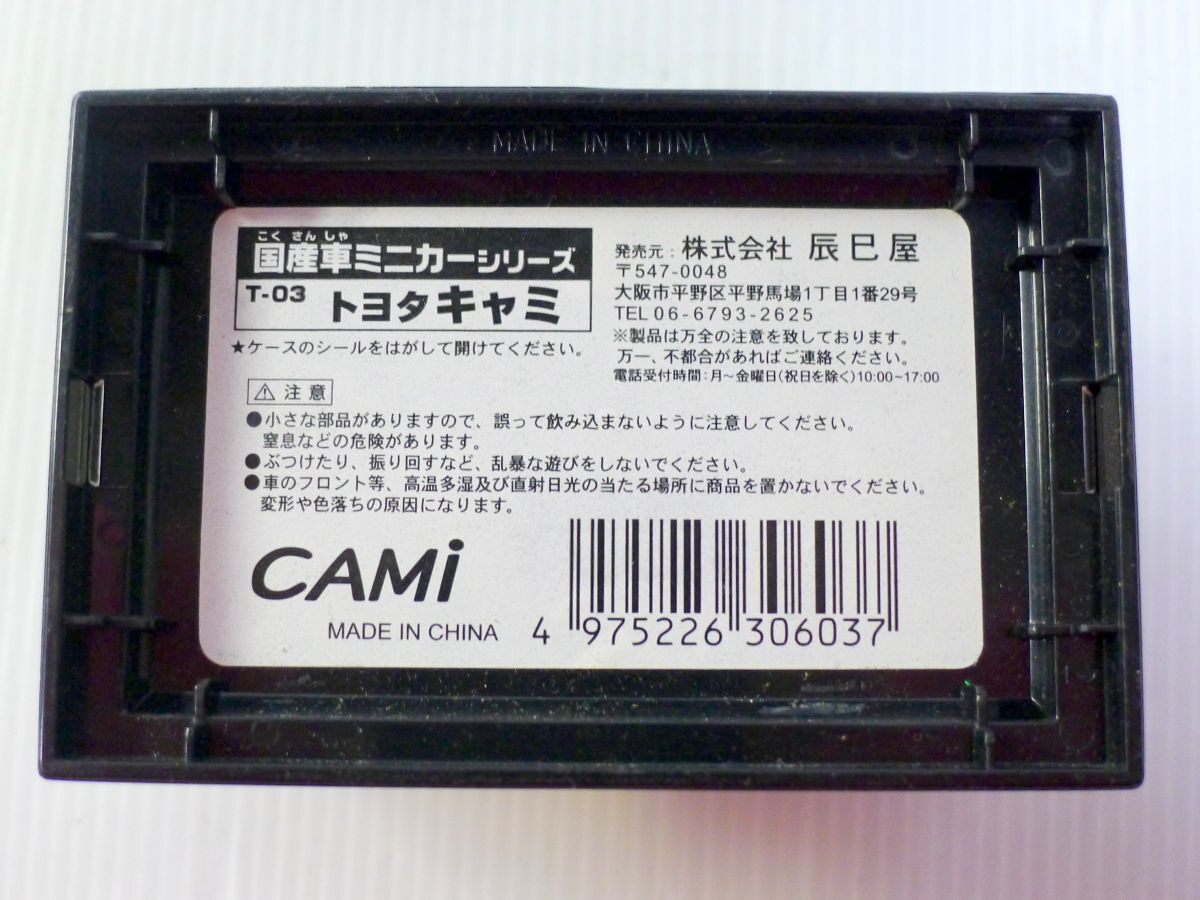 MADE IN CHINA
こくさんしゃ
国産車ミニカーシリーズ
T-03 トヨタ キャミ
★ケースのシールをはがして開けてください。
発売元：株式会社 辰巳屋
〒547-0048
大阪市平野区平野馬場1丁目1番29号
TEL 06-6793-2625
※製品は万全の注意を致しております。
万一、不都合があればご連絡ください。
電話受付時間：月～金曜日(祝日を除く)10:00~17:00
⚠ 注意
●小さな部品がありますので、誤って飲み込まないように注意してください。
窒息などの危険があります。
●ぶつけたり、振り回すなど、乱暴な遊びをしないでください。
●車のフロント等、高温多湿及び直射日光の当たる場所に商品を置かないでください。
変形や色落ちの原因になります。
CAMi
MADE IN CHINA
4 975226 306037